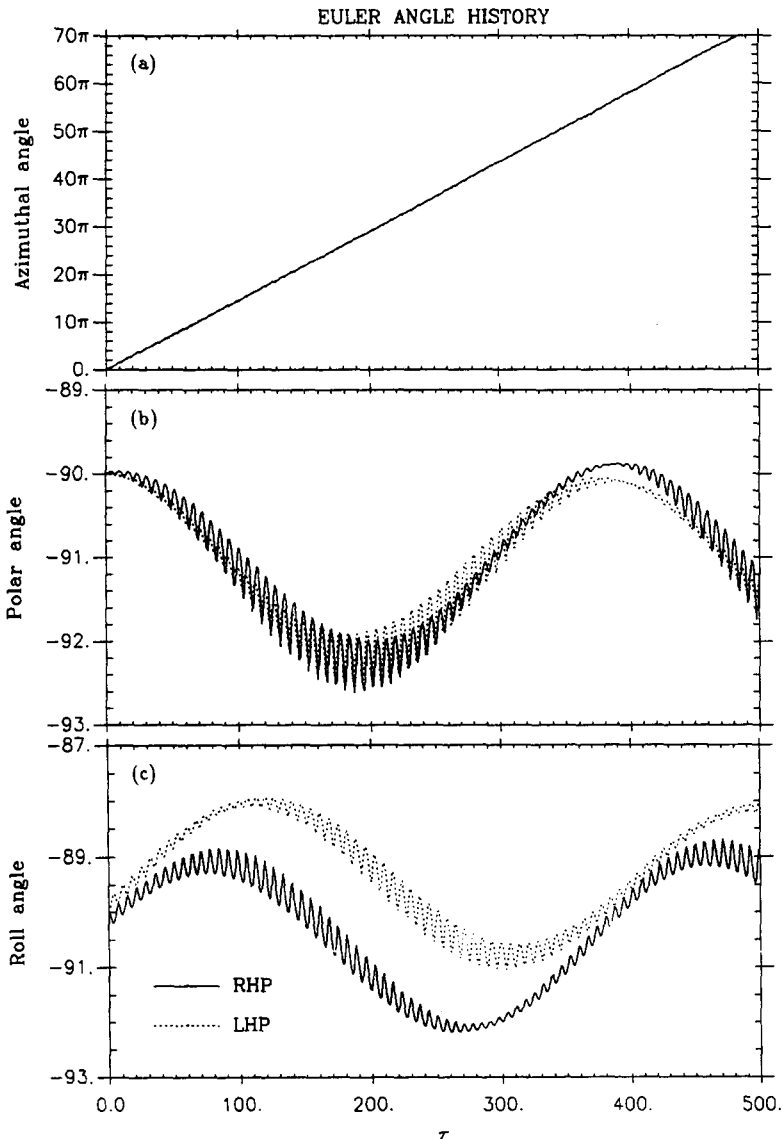 EULER ANGLE HISTORY
70π
(a)
60π
50π
40π
30π
20π
10π
0.
Azimuthal angle
-89.
(b)
-90.
-91.
-92.
-93.
Polar angle
-87.
(c)
-89.
-91.
-93.
Roll angle
RHP
LHP
0.0 100. 200. 300. 400. 500.
τ